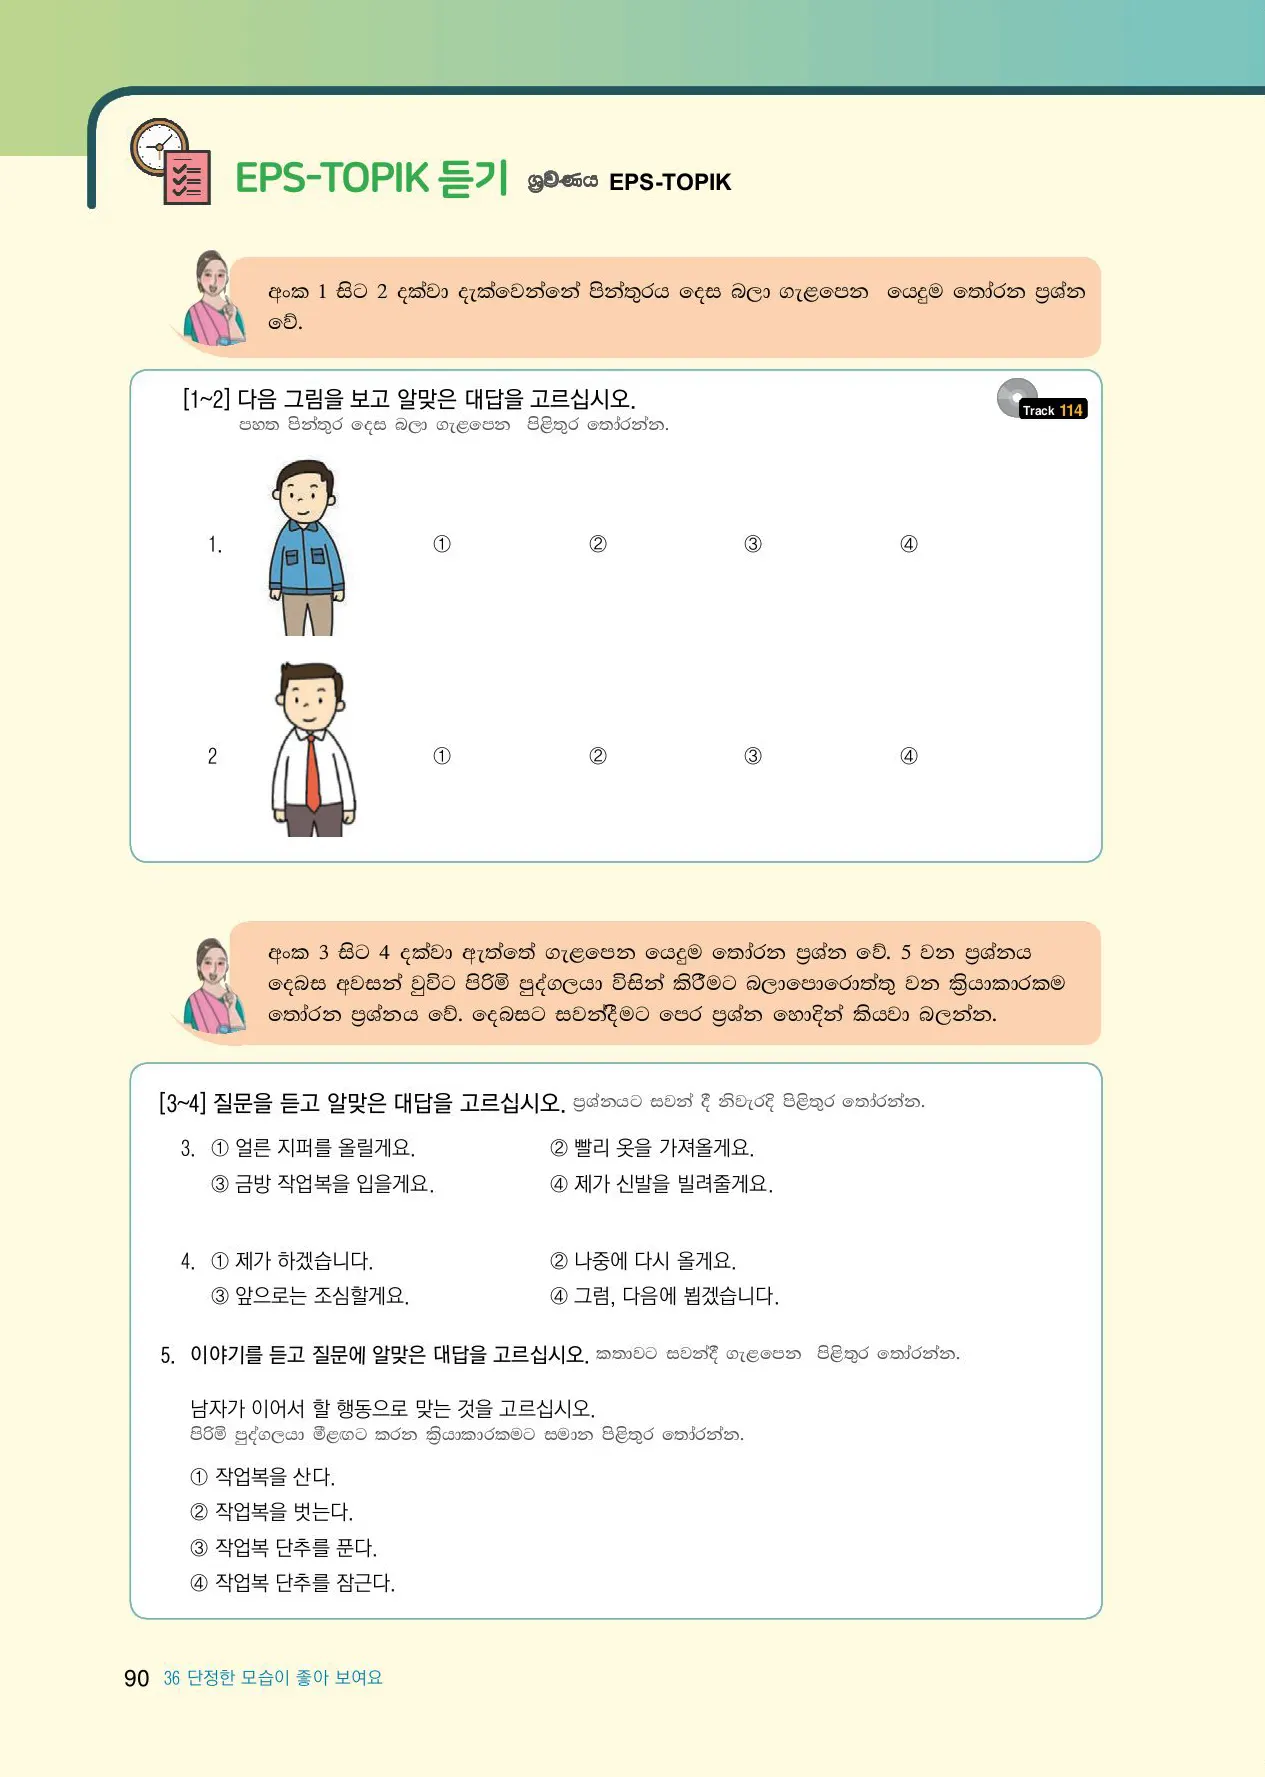 EPS-TOPIK 듣기 ශ්‍රවණය EPS-TOPIK
අංක 1 සිට 2 දක්වා දැක්වෙන්නේ පින්තූරය දෙස බලා ගැළපෙන යෙදුම තෝරන ප්‍රශ්න
වේ.
[1~2] 다음 그림을 보고 알맞은 대답을 고르십시오.
Track 114
පහත පින්තූර දෙස බලා ගැළපෙන පිළිතුර තෝරන්න.
1. ① ② ③ ④
2 ① ② ③ ④
අංක 3 සිට 4 දක්වා ඇත්තේ ගැළපෙන යෙදුම තෝරන ප්‍රශ්න වේ. 5 වන ප්‍රශ්නය
දෙබස අවසන් වුවිට පිරිමි පුද්ගලයා විසින් කිරීමට බලාපොරොත්තු වන ක්‍රියාකාරකම
තෝරන ප්‍රශ්නය වේ. දෙබසට සවන්දීමට පෙර ප්‍රශ්න හොදින් කියවා බලන්න.
[3~4] 질문을 듣고 알맞은 대답을 고르십시오. ප්‍රශ්නයට සවන් දී නිවැරදි පිළිතුර තෝරන්න.
3. ① 얼른 지퍼를 올릴게요. ② 빨리 옷을 가져올게요.
③ 금방 작업복을 입을게요. ④ 제가 신발을 빌려줄게요.
4. ① 제가 하겠습니다. ② 나중에 다시 올게요.
③ 앞으로는 조심할게요. ④ 그럼, 다음에 뵙겠습니다.
5. 이야기를 듣고 질문에 알맞은 대답을 고르십시오. කතාවට සවන්දී ගැළපෙන පිළිතුර තෝරන්න.
남자가 이어서 할 행동으로 맞는 것을 고르십시오.
පිරිමි පුද්ගලයා මීළඟට කරන ක්‍රියාකාරකමට සමාන පිළිතුර තෝරන්න.
① 작업복을 산다.
② 작업복을 벗는다.
③ 작업복 단추를 푼다.
④ 작업복 단추를 잠근다.
90 36 단정한 모습이 좋아 보여요